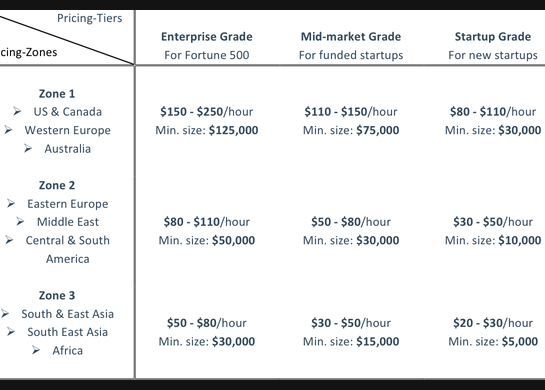 Pricing-Tiers
cing-Zones
Enterprise Grade
For Fortune 500
Mid-market Grade
For funded startups
Startup Grade
For new startups
Zone 1
➢ US & Canada
➢ Western Europe
➢ Australia
$150 - $250/hour
Min. size: $125,000
$110 - $150/hour
Min. size: $75,000
$80 - $110/hour
Min. size: $30,000
Zone 2
➢ Eastern Europe
➢ Middle East
➢ Central & South
America
$80 - $110/hour
Min. size: $50,000
$50 - $80/hour
Min. size: $30,000
$30 - $50/hour
Min. size: $10,000
Zone 3
➢ South & East Asia
➢ South East Asia
➢ Africa
$50 - $80/hour
Min. size: $30,000
$30 - $50/hour
Min. size: $15,000
$20 - $30/hour
Min. size: $5,000